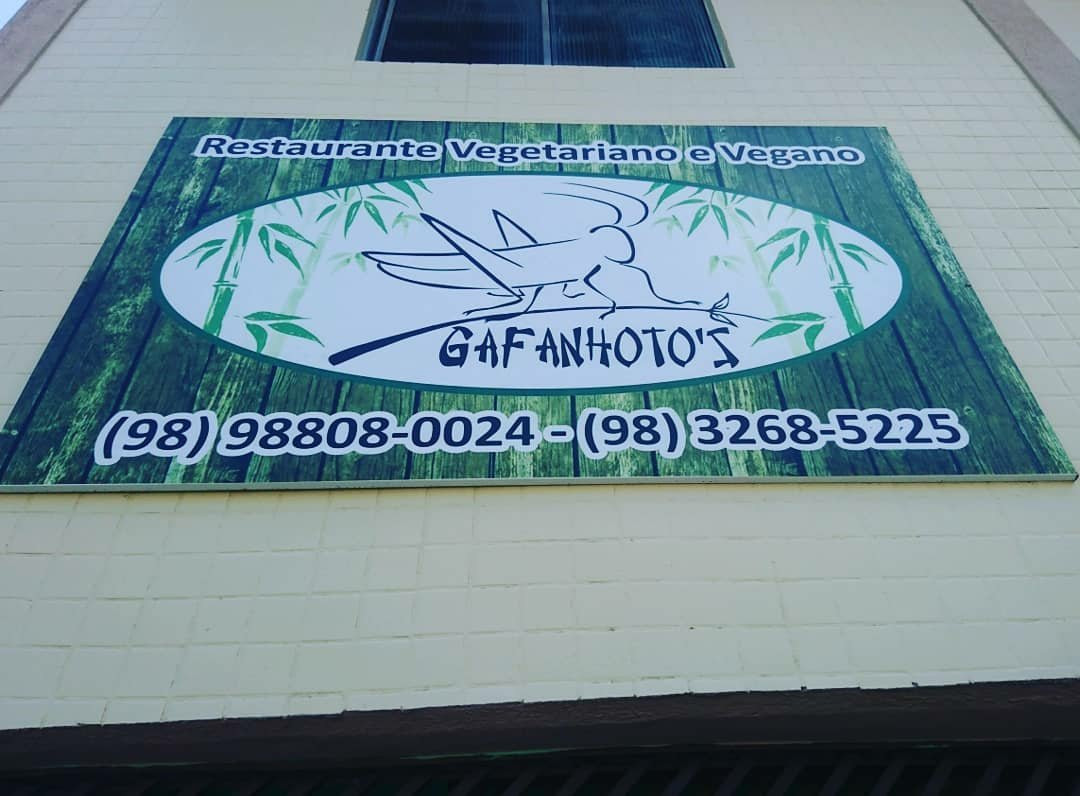 Restaurante Vegetariano e Vegano
GAFANHOTO'S
(98) 98808-0024 - (98) 3268-5225